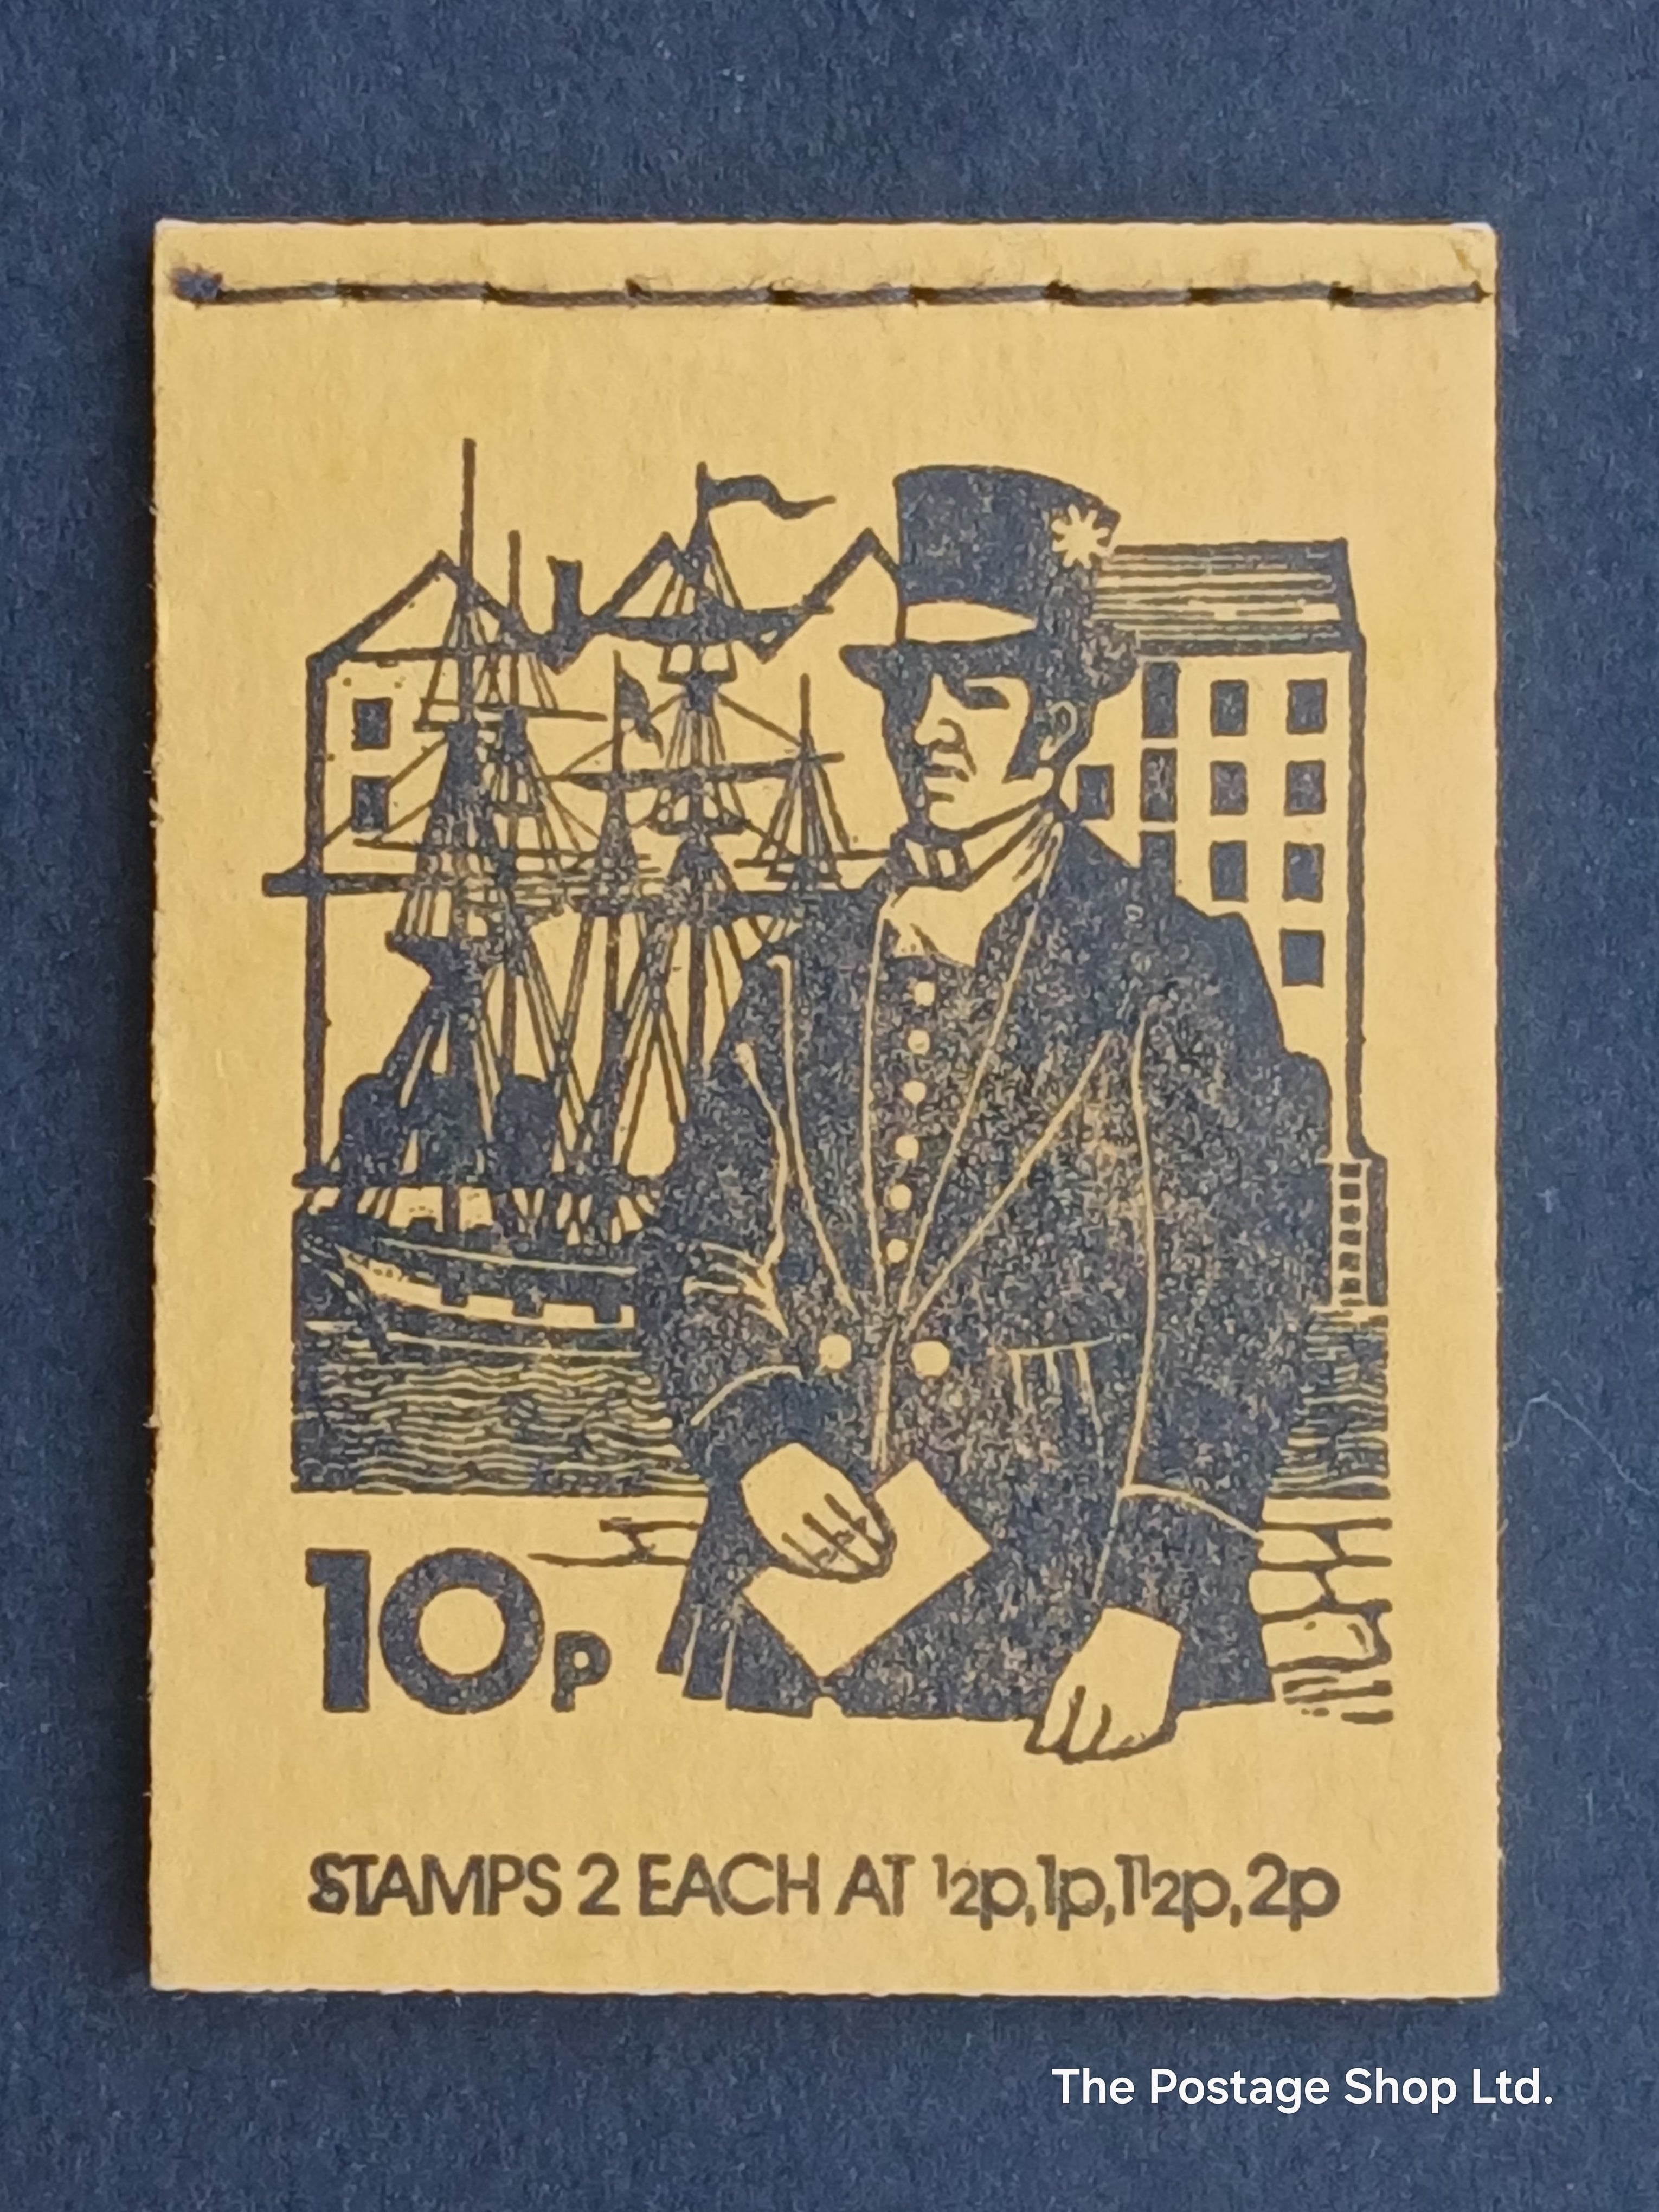 10p
STAMPS 2 EACH AT ½p, 1p, 1½p, 2p
The Postage Shop Ltd.